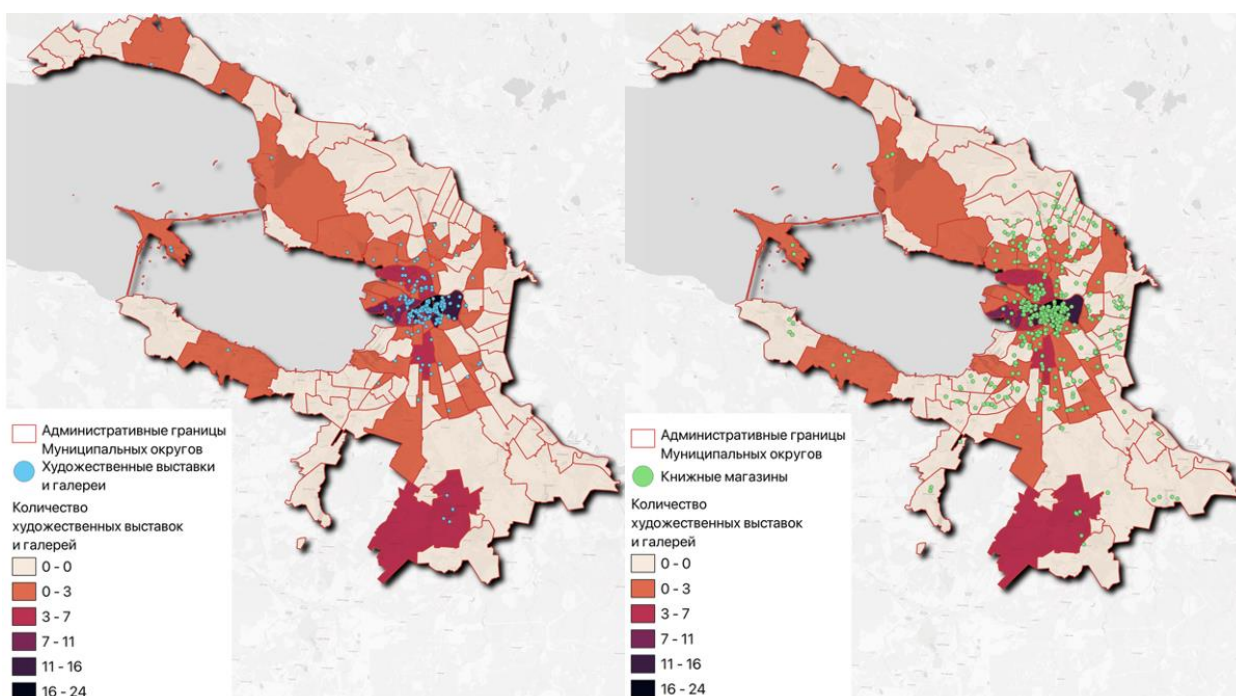 Административные границы
Муниципальных округов
Художественные выставки
и галереи
Количество
художественных выставок
и галерей
0 - 0
0 - 3
3 - 7
7 - 11
11 - 16
16 - 24
Административные границы
Муниципальных округов
Книжные магазины
Количество
художественных выставок
и галерей
0 - 0
0 - 3
3 - 7
7 - 11
11 - 16
16 - 24